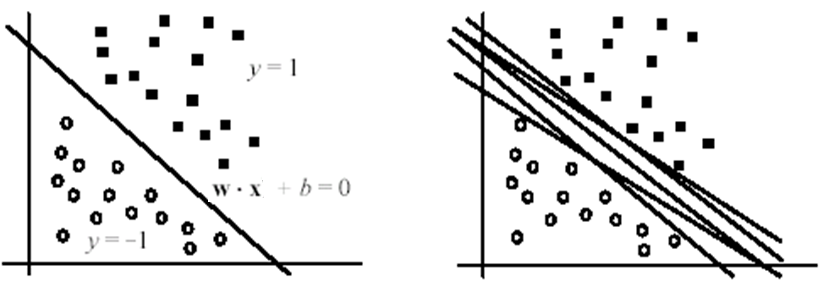 y = 1
w · x + b = 0
y = −1